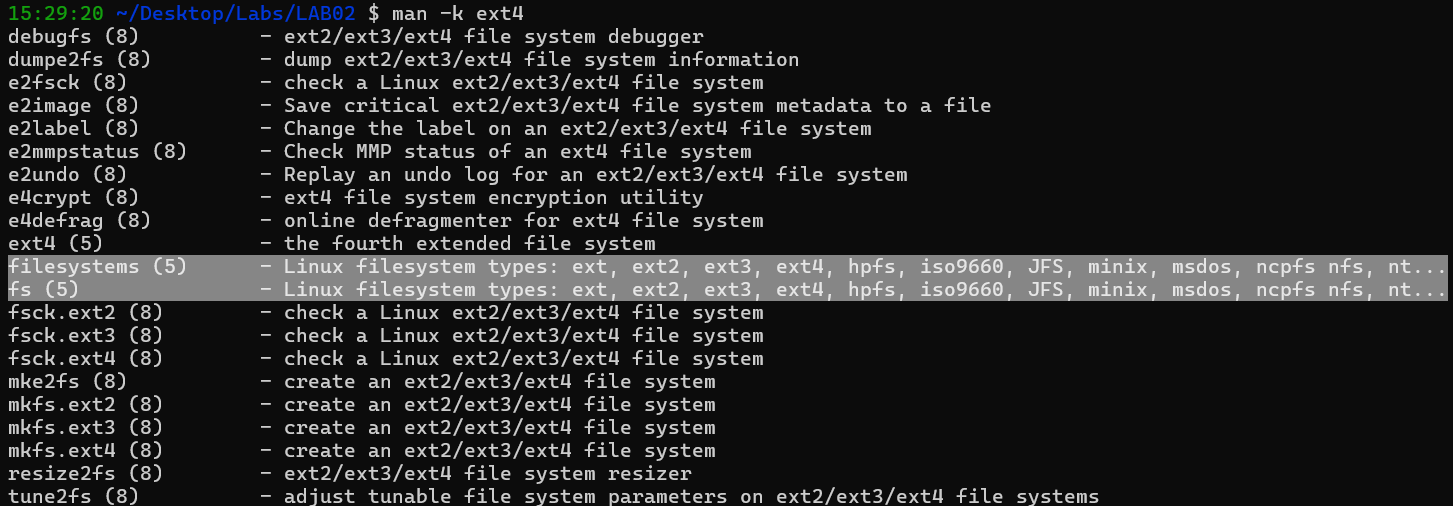 15:29:20 ~/Desktop/Labs/LAB02 $ man -k ext4
debugfs (8)          - ext2/ext3/ext4 file system debugger
dumpe2fs (8)         - dump ext2/ext3/ext4 file system information
e2fsck (8)           - check a Linux ext2/ext3/ext4 file system
e2image (8)          - Save critical ext2/ext3/ext4 file system metadata to a file
e2label (8)          - Change the label on an ext2/ext3/ext4 file system
e2mmpstatus (8)      - Check MMP status of an ext4 file system
e2undo (8)           - Replay an undo log for an ext2/ext3/ext4 file system
e4crypt (8)          - ext4 file system encryption utility
e4defrag (8)         - online defragmenter for ext4 file system
ext4 (5)             - the fourth extended file system
filesystems (5)      - Linux filesystem types: ext, ext2, ext3, ext4, hpfs, iso9660, JFS, minix, msdos, ncpfs nfs, nt...
fs (5)               - Linux filesystem types: ext, ext2, ext3, ext4, hpfs, iso9660, JFS, minix, msdos, ncpfs nfs, nt...
fsck.ext2 (8)        - check a Linux ext2/ext3/ext4 file system
fsck.ext3 (8)        - check a Linux ext2/ext3/ext4 file system
fsck.ext4 (8)        - check a Linux ext2/ext3/ext4 file system
mke2fs (8)           - create an ext2/ext3/ext4 file system
mkfs.ext2 (8)        - create an ext2/ext3/ext4 file system
mkfs.ext3 (8)        - create an ext2/ext3/ext4 file system
mkfs.ext4 (8)        - create an ext2/ext3/ext4 file system
resize2fs (8)        - ext2/ext3/ext4 file system resizer
tune2fs (8)          - adjust tunable file system parameters on ext2/ext3/ext4 file systems